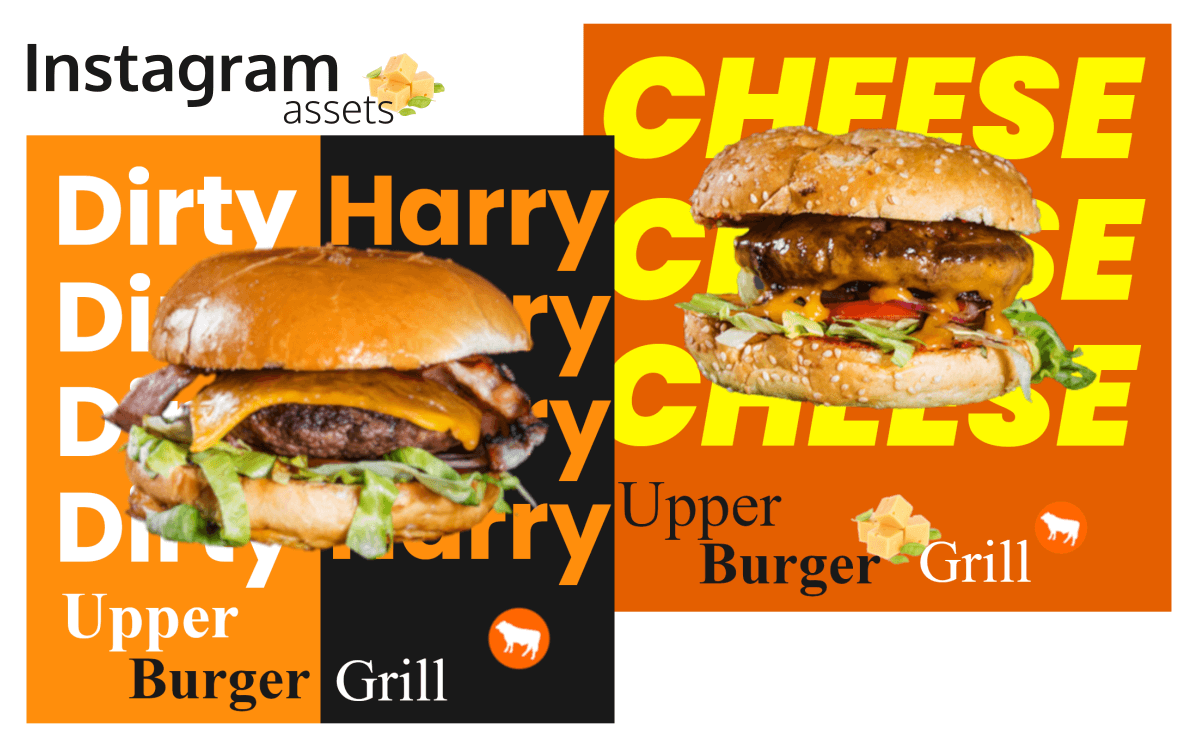 Instagram
assets
Dirty Harry
Dirty Harry
Dirty Harry
Dirty Harry
Upper
Burger Grill
CHEESE
CHEESE
CHEESE
Upper
Burger Grill